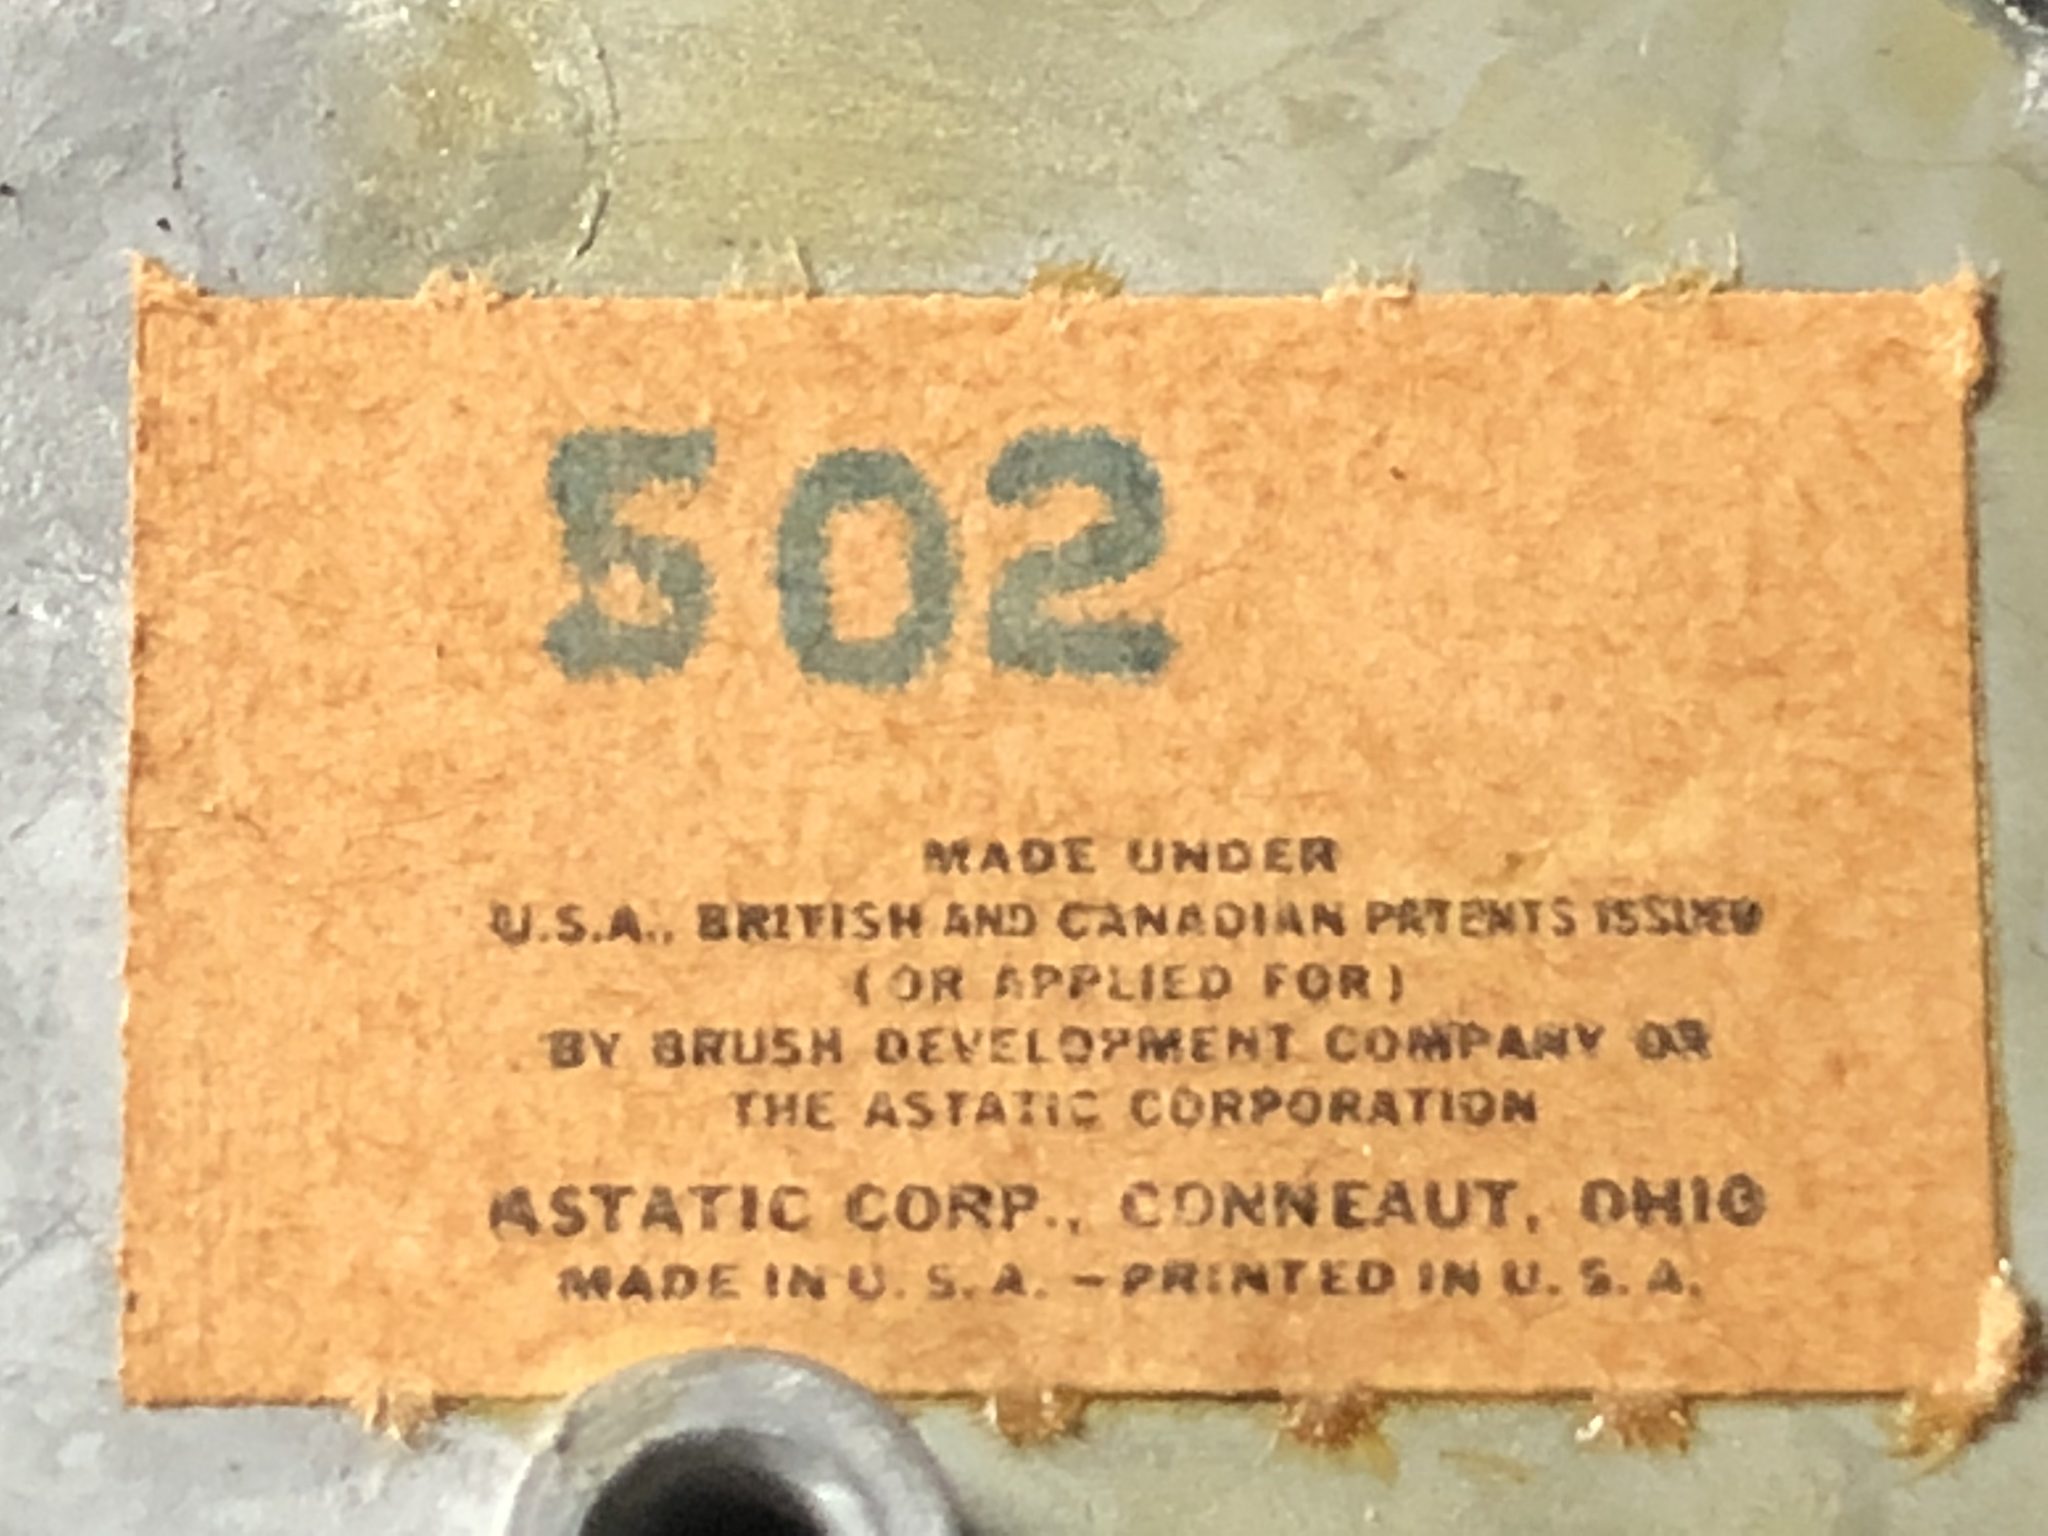 502
MADE UNDER
U.S.A., BRITISH AND CANADIAN PATENTS ISSUED
(OR APPLIED FOR)
BY BRUSH DEVELOPMENT COMPANY OR
THE ASTATIC CORPORATION
ASTATIC CORP., CONNEAUT, OHIO
MADE IN U. S. A. — PRINTED IN U. S. A.